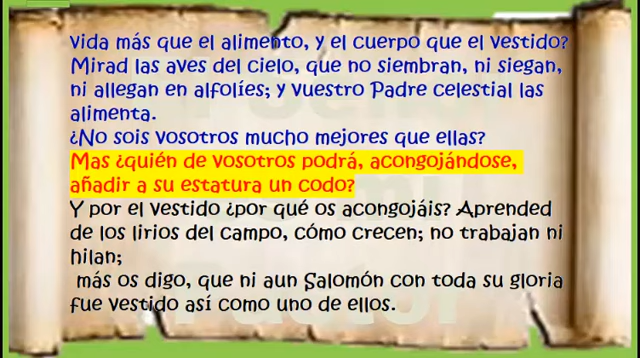 vida más que el alimento, y el cuerpo que el vestido?
Mirad las aves del cielo, que no siembran, ni siegan,
ni allegan en alfolíes; y vuestro Padre celestial las
alimenta.
¿No sois vosotros mucho mejores que ellas?
Mas ¿quién de vosotros podrá, acongojándose,
añadir a su estatura un codo?
Y por el vestido ¿por qué os acongojáis? Aprended
de los lirios del campo, cómo crecen; no trabajan ni
hilan;
más os digo, que ni aun Salomón con toda su gloria
fue vestido así como uno de ellos.